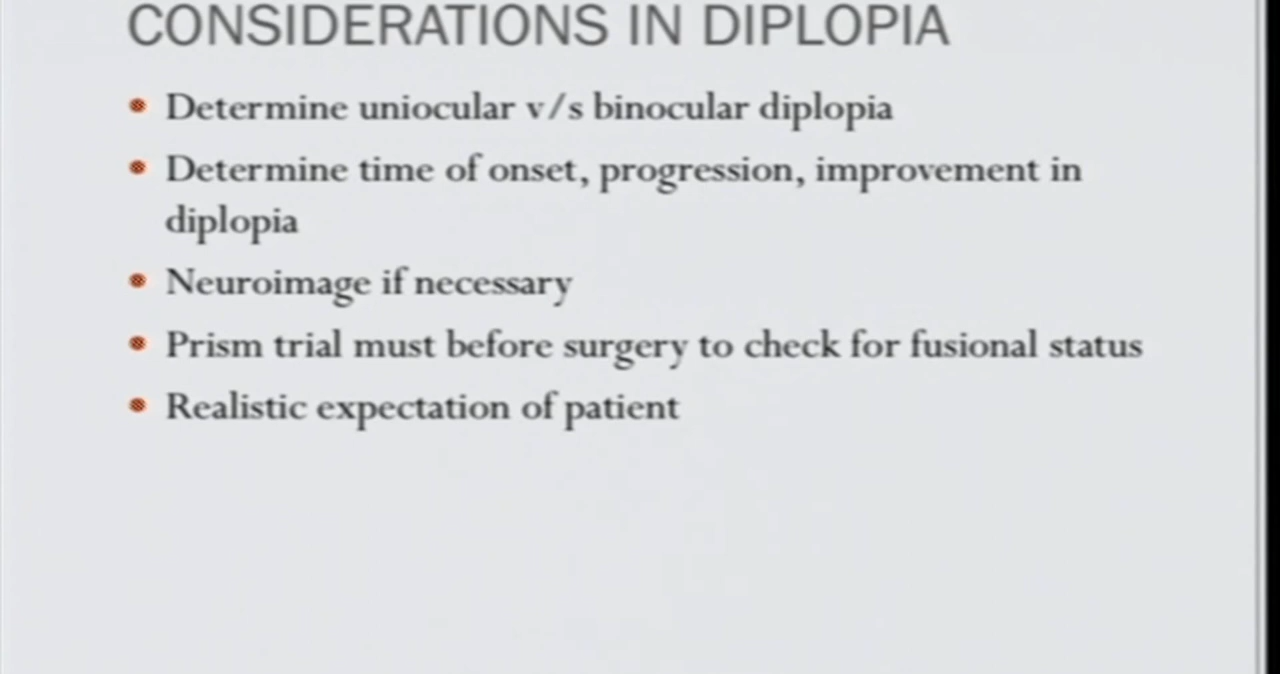 CONSIDERATIONS IN DIPLOPIA
Determine uniocular v/s binocular diplopia
Determine time of onset, progression, improvement in
diplopia
Neuroimage if necessary
Prism trial must before surgery to check for fusional status
Realistic expectation of patient